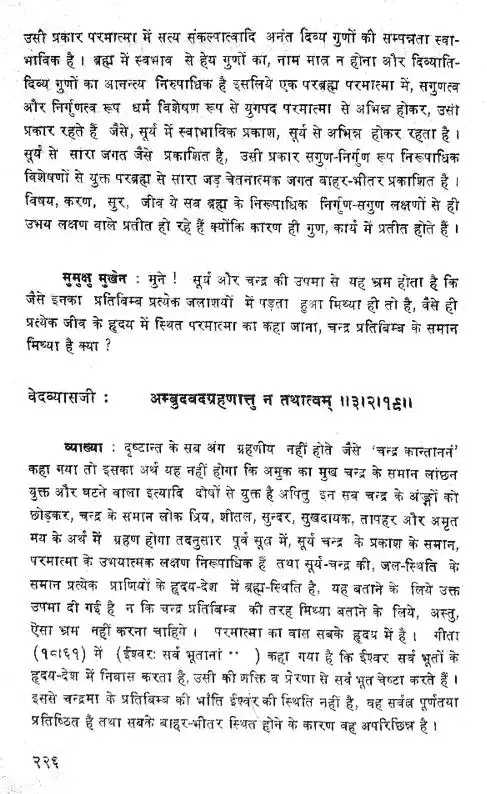 उसी प्रकार परमात्मा में सत्य संकल्पात्वादि अनंत दिव्य गुणों की सम्पन्नता स्वा-
भाविक है । ब्रह्म में स्वभाव से हेय गुणों का, नाम मात्र न होना और दिव्याति-
दिव्य गुणों का आनन्त्य निरुपाधिक है इसलिये एक परब्रह्म परमात्मा में, सगुणत्व
और निर्गुणत्व रूप धर्म विशेषण रूप से युगपद परमात्मा से अभिन्न होकर, उसी
प्रकार रहते हैं जैसे, सूर्य में स्वाभाविक प्रकाश, सूर्य से अभिन्न होकर रहता है ।
सूर्य से सारा जगत जैसे प्रकाशित है, उसी प्रकार सगुण-निर्गुण रूप निरूपाधिक
विशेषणों से युक्त परब्रह्म से सारा जड़ चेतनात्मक जगत बाहर-भीतर प्रकाशित है ।
विषय, करण, सुर, जीव ये सब ब्रह्म के निरूपाधिक निर्गुण-सगुण लक्षणों से ही
उभय लक्षण वाले प्रतीत हो रहे हैं क्योंकि कारण ही गुण, कार्य में प्रतीत होते हैं ।
मुमुक्षु मुखेन : मुने ! सूर्य और चन्द्र की उपमा से यह भ्रम होता है कि
जैसे इनका प्रतिबिम्ब प्रत्येक जलाशयों में पड़ता हुआ मिथ्या ही तो है, वैसे ही
प्रत्येक जीव के हृदय में स्थित परमात्मा का कहा जाना, चन्द्र प्रतिबिम्ब के समान
मिथ्या है क्या ?
वेदव्यासजी : अम्बुदवदग्रहणात्तु न तथात्वम् ।।३।२।१९।।
व्याख्या : दृष्टान्त के सब अंग ग्रहणीय नहीं होते जैसे 'चन्द्र कान्ताननं'
कहा गया तो इसका अर्थ यह नहीं होगा कि अमुक का मुख चन्द्र के समान लांछन
युक्त और घटने वाला इत्यादि दोषों से युक्त है अपितु इन सब चन्द्र के अंङ्गों को
छोड़कर, चन्द्र के समान लोक प्रिय, शीतल, सुन्दर, सुखदायक, तापहर और अमृत
मय के अर्थ में ग्रहण होगा तदनुसार पूर्व सूत्र में, सूर्य चन्द्र के प्रकाश के समान,
परमात्मा के उभयात्मक लक्षण निरूपाधिक हैं तथा सूर्य-चन्द्र की, जल-स्थिति के
समान प्रत्येक प्राणियों के हृदय-देश में ब्रह्म-स्थिति है, यह बताने के लिये उक्त
उपमा दी गई है न कि चन्द्र प्रतिबिम्ब की तरह मिथ्या बताने के लिये, अस्तु,
ऐसा भ्रम नहीं करना चाहिये । परमात्मा का वास सबके हृदय में है । गीता
(१८।६१) में (ईश्वरः सर्व भूतानां ·· ) कहा गया है कि ईश्वर सर्व भूतों के
हृदय-देश में निवास करता है, उसी की शक्ति व प्रेरणा से सर्व भूत चेष्टा करते हैं ।
इससे चन्द्रमा के प्रतिबिम्ब की भाँति ईश्वर की स्थिति नहीं है, वह सर्वत्र पूर्णतया
प्रतिष्ठित है तथा सबके बाहर-भीतर स्थित होने के कारण वह अपरिछिन्न है ।
२२६